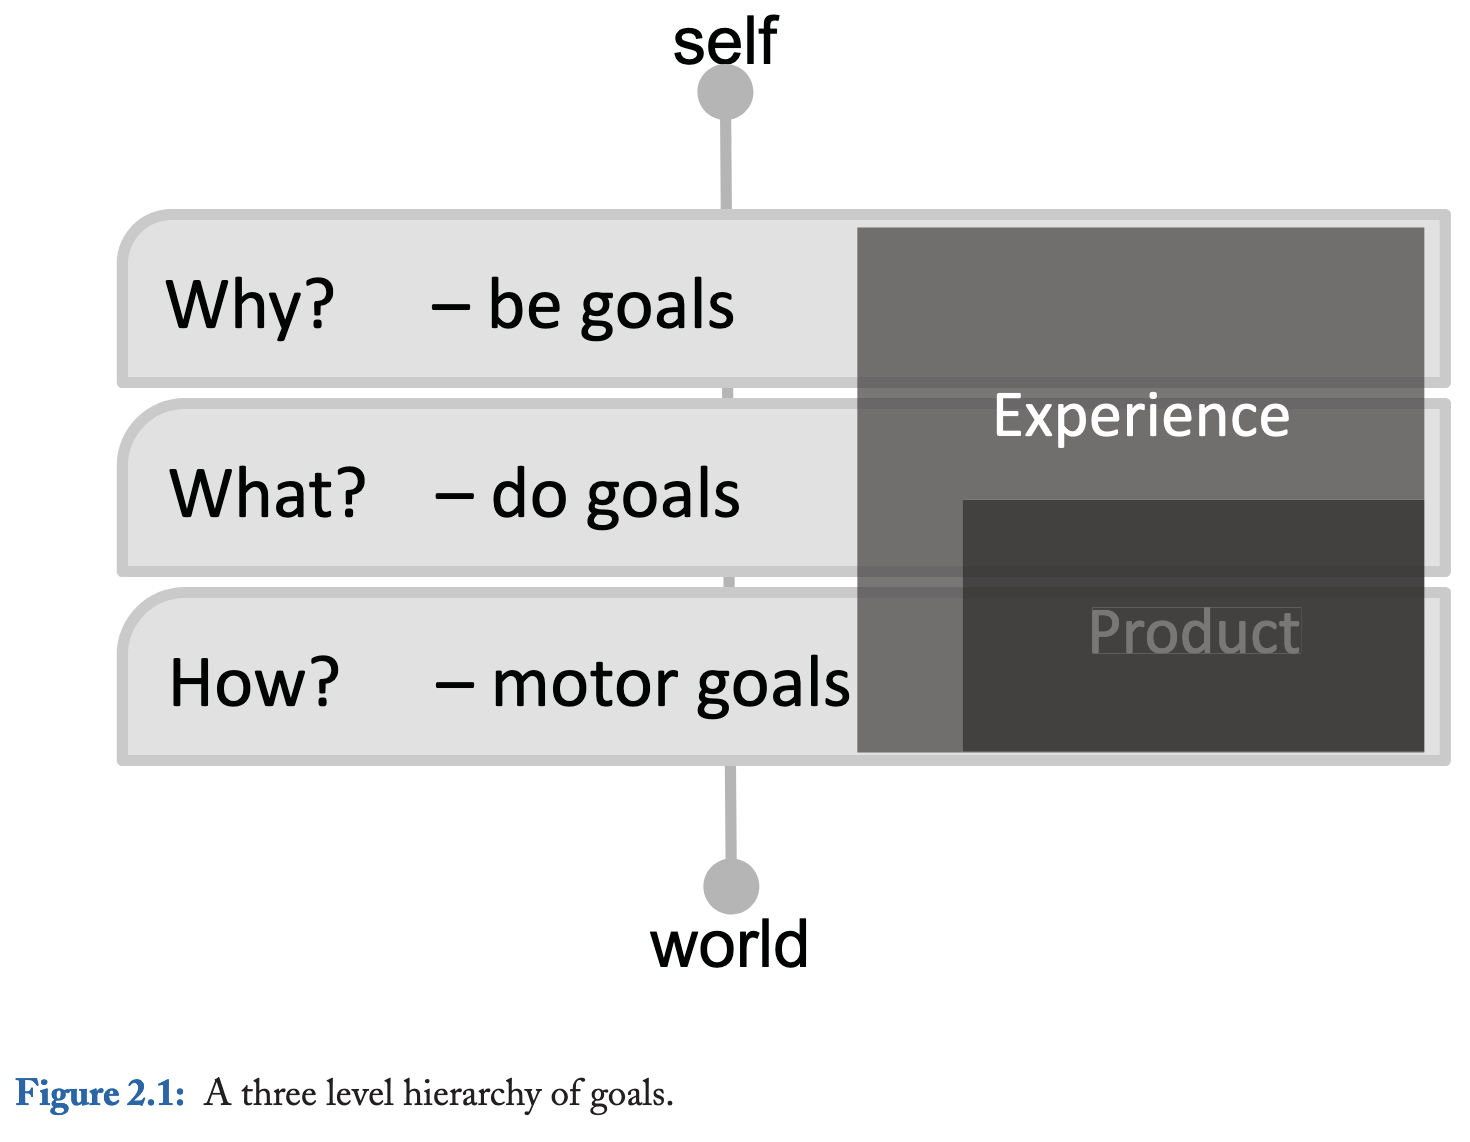 self
Why? – be goals
Experience
What? – do goals
Product
How? – motor goals
world
Figure 2.1: A three level hierarchy of goals.